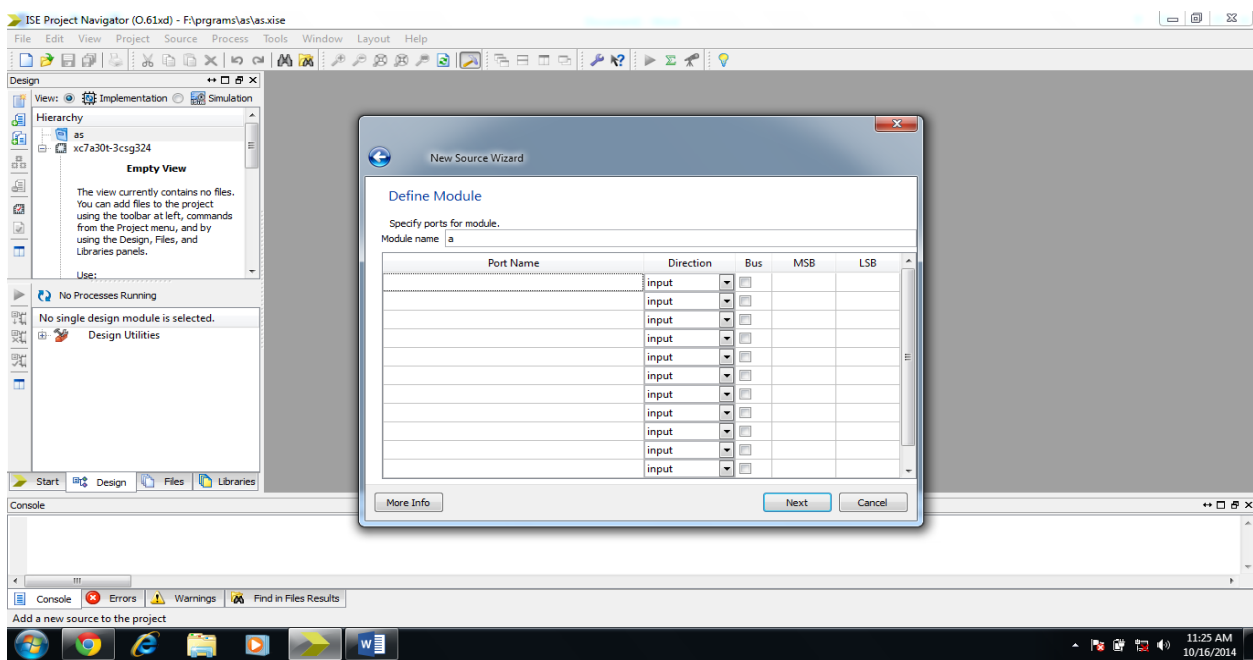 ISE Project Navigator (O.61xd) - F:\prgrams\as\as.xise
File Edit View Project Source Process Tools Window Layout Help
Design
View: Implementation Simulation
Hierarchy
as
xc7a30t-3csg324
Empty View
The view currently contains no files.
You can add files to the project
using the toolbar at left, commands
from the Project menu, and by
using the Design, Files, and
Libraries panels.
Use:
No Processes Running
No single design module is selected.
Design Utilities
Start Design Files Libraries
New Source Wizard
Define Module
Specify ports for module.
Module name a
Port Name Direction Bus MSB LSB
input
input
input
input
input
input
input
input
input
input
input
More Info Next Cancel
Console
Console Errors Warnings Find in Files Results
Add a new source to the project
11:25 AM
10/16/2014